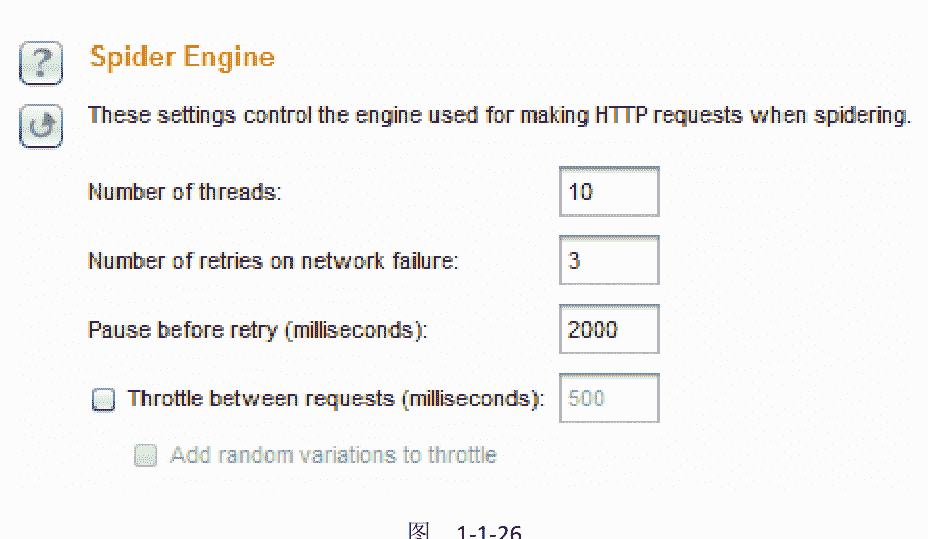 Spider Engine
These settings control the engine used for making HTTP requests when spidering.
Number of threads: 10
Number of retries on network failure: 3
Pause before retry (milliseconds): 2000
Throttle between requests (milliseconds): 500
Add random variations to throttle
图 1-1-26